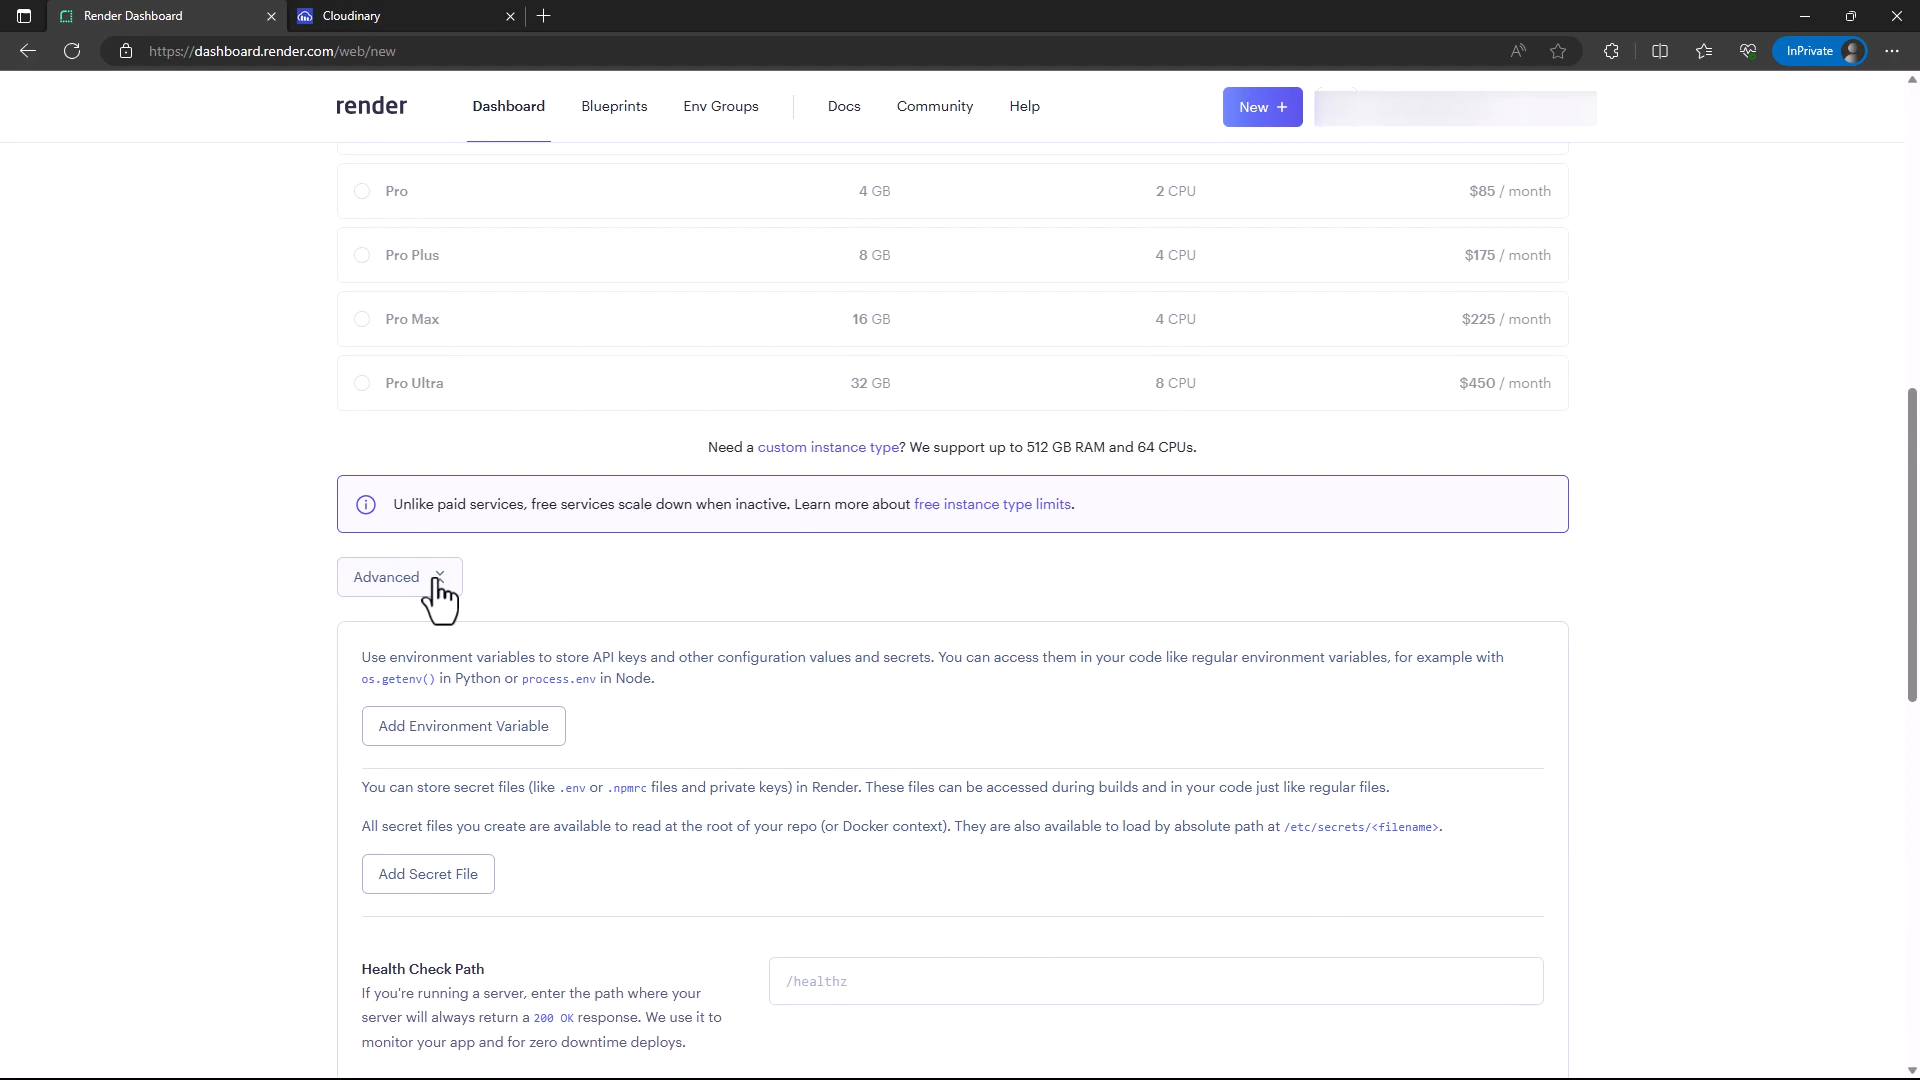 Render Dashboard
Cloudinary
https://dashboard.render.com/web/new
InPrivate
render
Dashboard
Blueprints
Env Groups
Docs
Community
Help
New +
Pro 4 GB 2 CPU $85 / month
Pro Plus 8 GB 4 CPU $175 / month
Pro Max 16 GB 4 CPU $225 / month
Pro Ultra 32 GB 8 CPU $450 / month
Need a custom instance type? We support up to 512 GB RAM and 64 CPUs.
Unlike paid services, free services scale down when inactive. Learn more about free instance type limits.
Advanced
Use environment variables to store API keys and other configuration values and secrets. You can access them in your code like regular environment variables, for example with
os.getenv() in Python or process.env in Node.
Add Environment Variable
You can store secret files (like .env or .npmrc files and private keys) in Render. These files can be accessed during builds and in your code just like regular files.
All secret files you create are available to read at the root of your repo (or Docker context). They are also available to load by absolute path at /etc/secrets/<filename>.
Add Secret File
Health Check Path
/healthz
If you're running a server, enter the path where your
server will always return a 200 OK response. We use it to
monitor your app and for zero downtime deploys.